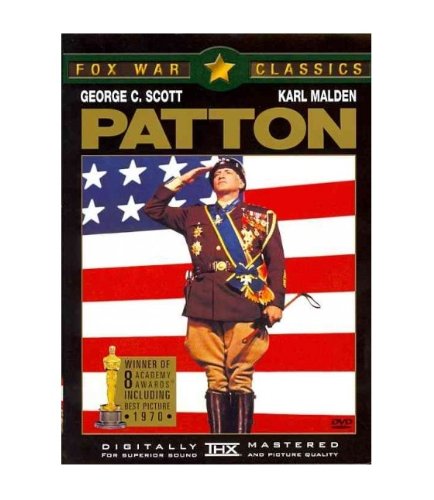 FOX WAR CLASSICS
GEORGE C. SCOTT KARL MALDEN
PATTON
WINNER OF
8 ACADEMY
AWARDS™
INCLUDING
BEST PICTURE
• 1970 •
DVD
DIGITALLY THX MASTERED
FOR SUPERIOR SOUND AND PICTURE QUALITY